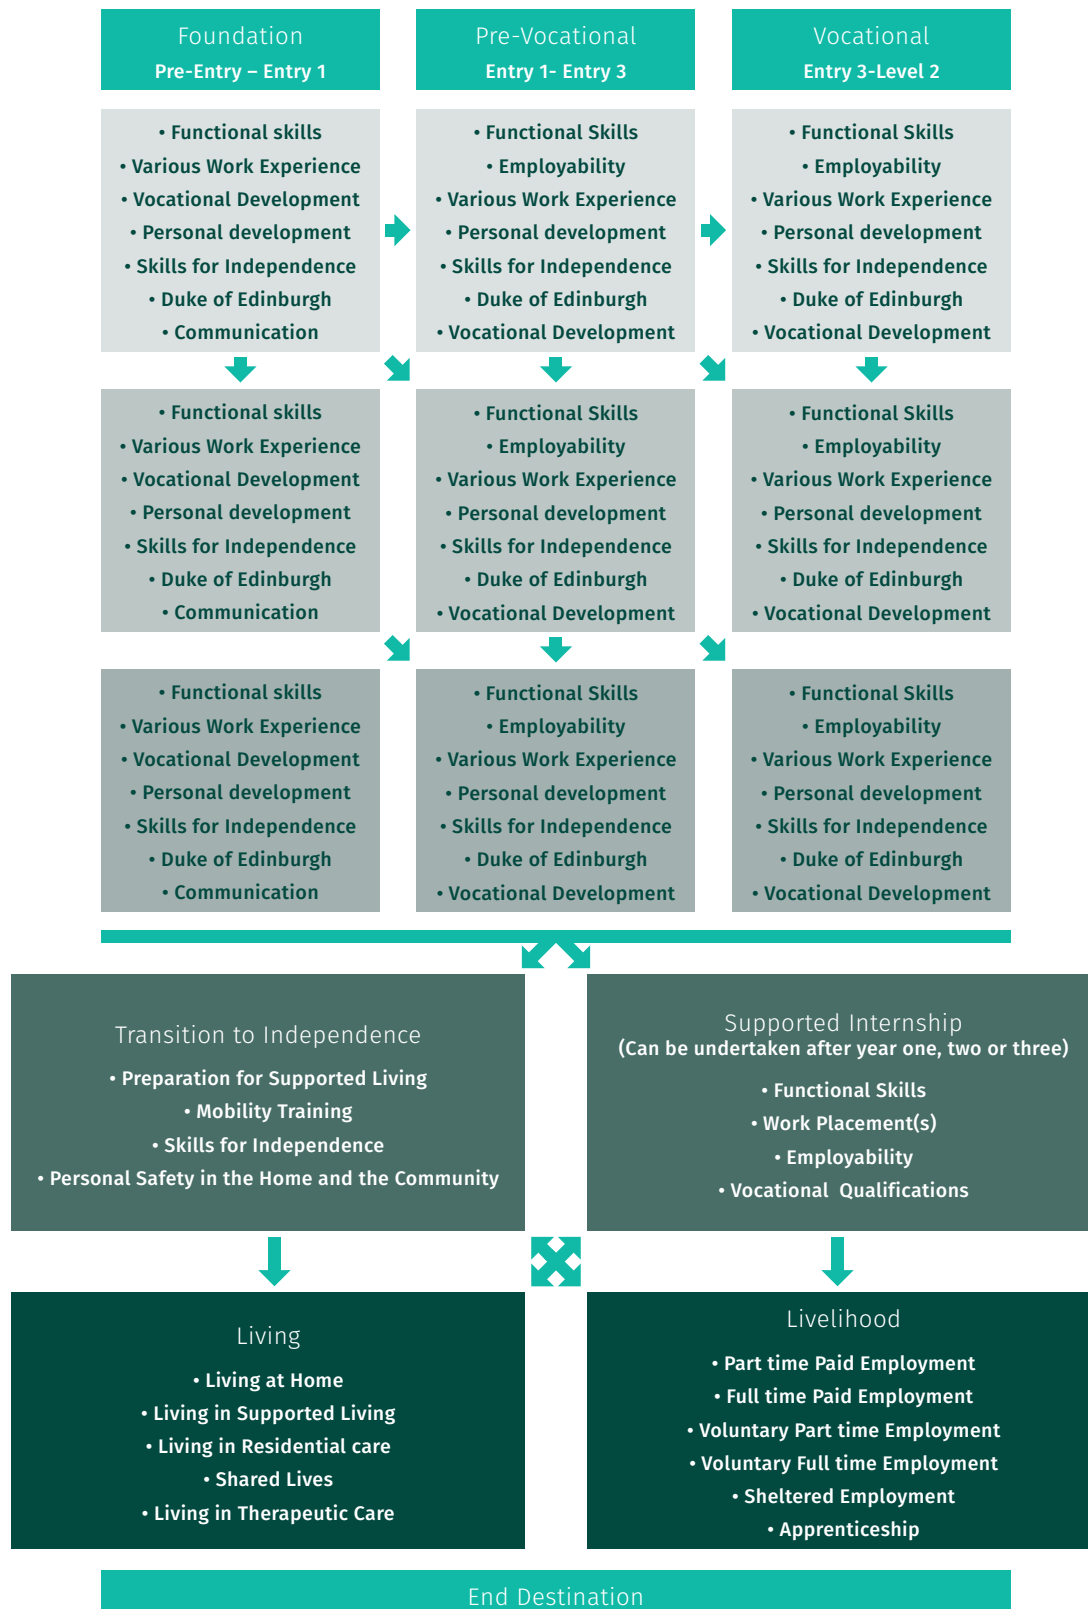 Foundation
Pre-Entry – Entry 1
Pre-Vocational
Entry 1- Entry 3
Vocational
Entry 3-Level 2
• Functional skills
• Various Work Experience
• Vocational Development
• Personal development
• Skills for Independence
• Duke of Edinburgh
• Communication
• Functional Skills
• Employability
• Various Work Experience
• Personal development
• Skills for Independence
• Duke of Edinburgh
• Vocational Development
• Functional Skills
• Employability
• Various Work Experience
• Personal development
• Skills for Independence
• Duke of Edinburgh
• Vocational Development
• Functional skills
• Various Work Experience
• Vocational Development
• Personal development
• Skills for Independence
• Duke of Edinburgh
• Communication
• Functional Skills
• Employability
• Various Work Experience
• Personal development
• Skills for Independence
• Duke of Edinburgh
• Vocational Development
• Functional Skills
• Employability
• Various Work Experience
• Personal development
• Skills for Independence
• Duke of Edinburgh
• Vocational Development
• Functional skills
• Various Work Experience
• Vocational Development
• Personal development
• Skills for Independence
• Duke of Edinburgh
• Communication
• Functional Skills
• Employability
• Various Work Experience
• Personal development
• Skills for Independence
• Duke of Edinburgh
• Vocational Development
• Functional Skills
• Employability
• Various Work Experience
• Personal development
• Skills for Independence
• Duke of Edinburgh
• Vocational Development
Transition to Independence
• Preparation for Supported Living
• Mobility Training
• Skills for Independence
• Personal Safety in the Home and the Community
Supported Internship
(Can be undertaken after year one, two or three)
• Functional Skills
• Work Placement(s)
• Employability
• Vocational  Qualifications
Living
• Living at Home
• Living in Supported Living
• Living in Residential care
• Shared Lives
• Living in Therapeutic Care
Livelihood
• Part time Paid Employment
• Full time Paid Employment
• Voluntary Part time Employment
• Voluntary Full time Employment
• Sheltered Employment
• Apprenticeship
End Destination